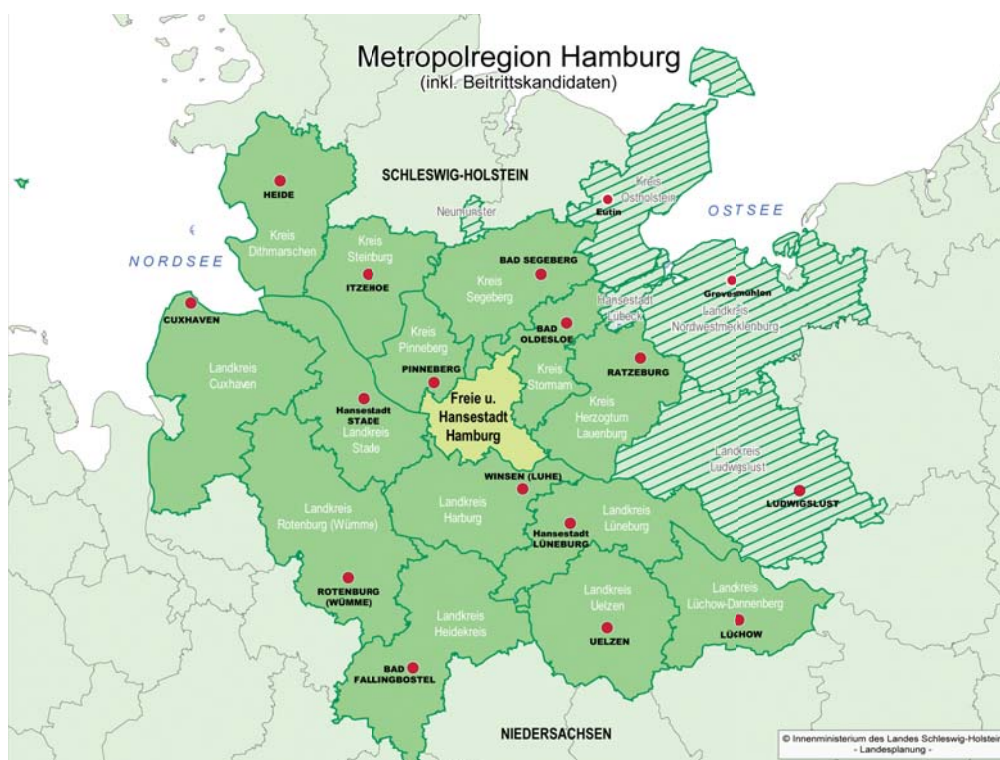 Metropolregion Hamburg
(inkl. Beitrittskandidaten)
SCHLESWIG-HOLSTEIN
HEIDE
Kreis
Ostholstein
Eutin
OSTSEE
Neumünster
Kreis
Dithmarschen
Kreis
Steinburg
NORDSEE
BAD SEGEBERG
ITZEHOE
Kreis
Segeberg
Grevesmühlen
CUXHAVEN
Hansestadt
Lübeck
Landkreis
Nordwestmecklenburg
BAD
OLDESLOE
Kreis
Pinneberg
PINNEBERG
Kreis
Stormarn
RATZEBURG
Landkreis
Cuxhaven
Freie u.
Hansestadt
Hamburg
Hansestadt
STADE
Landkreis
Stade
Kreis
Herzogtum
Lauenburg
Landkreis
Ludwigslust
WINSEN (LUHE)
LUDWIGSLUST
Landkreis
Harburg
Landkreis
Rotenburg (Wümme)
Landkreis
Lüneburg
Hansestadt
LÜNEBURG
ROTENBURG
(WÜMME)
Landkreis
Uelzen
Landkreis
Lüchow-Dannenberg
Landkreis
Heidekreis
UELZEN
LÜCHOW
BAD
FALLINGBOSTEL
NIEDERSACHSEN
© Innenministerium des Landes Schleswig-Holstein
- Landesplanung -